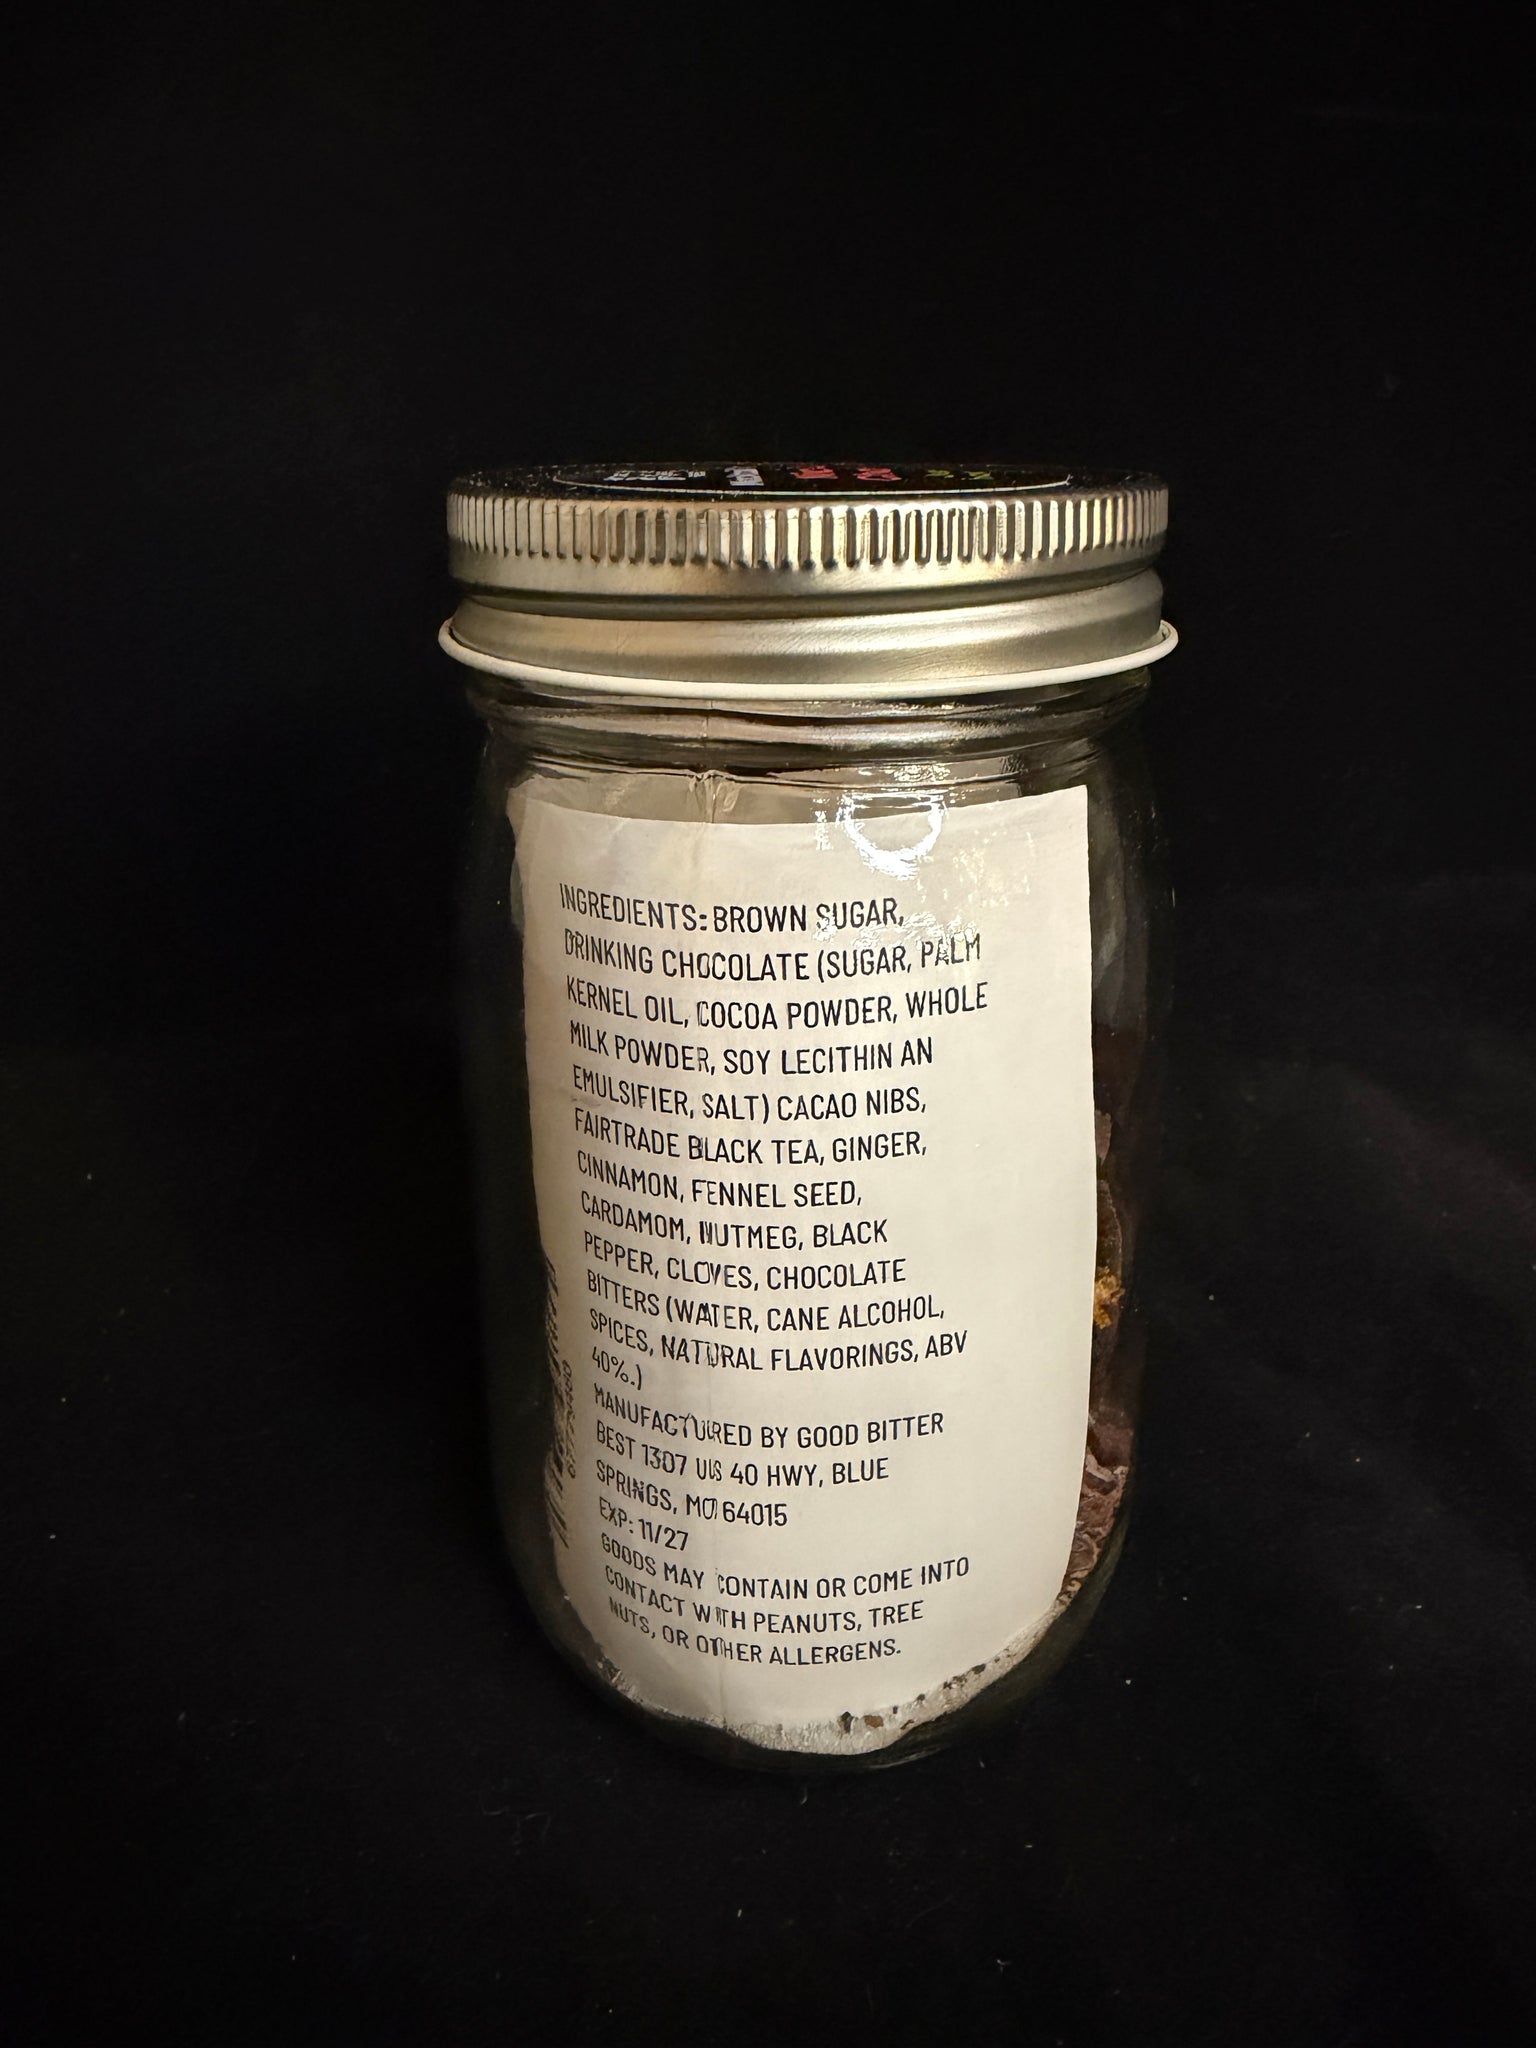 INGREDIENTS: BROWN SUGAR,
DRINKING CHOCOLATE (SUGAR, PALM
KERNEL OIL, COCOA POWDER, WHOLE
MILK POWDER, SOY LECITHIN AN
EMULSIFIER, SALT) CACAO NIBS,
FAIRTRADE BLACK TEA, GINGER,
CINNAMON, FENNEL SEED,
CARDAMOM, NUTMEG, BLACK
PEPPER, CLOVES, CHOCOLATE
BITTERS (WATER, CANE ALCOHOL,
SPICES, NATURAL FLAVORINGS, ABV
40%.)
MANUFACTURED BY GOOD BITTER
BEST 1307 US 40 HWY, BLUE
SPRINGS, MO 64015
EXP: 11/27
GOODS MAY CONTAIN OR COME INTO
CONTACT WITH PEANUTS, TREE
NUTS, OR OTHER ALLERGENS.